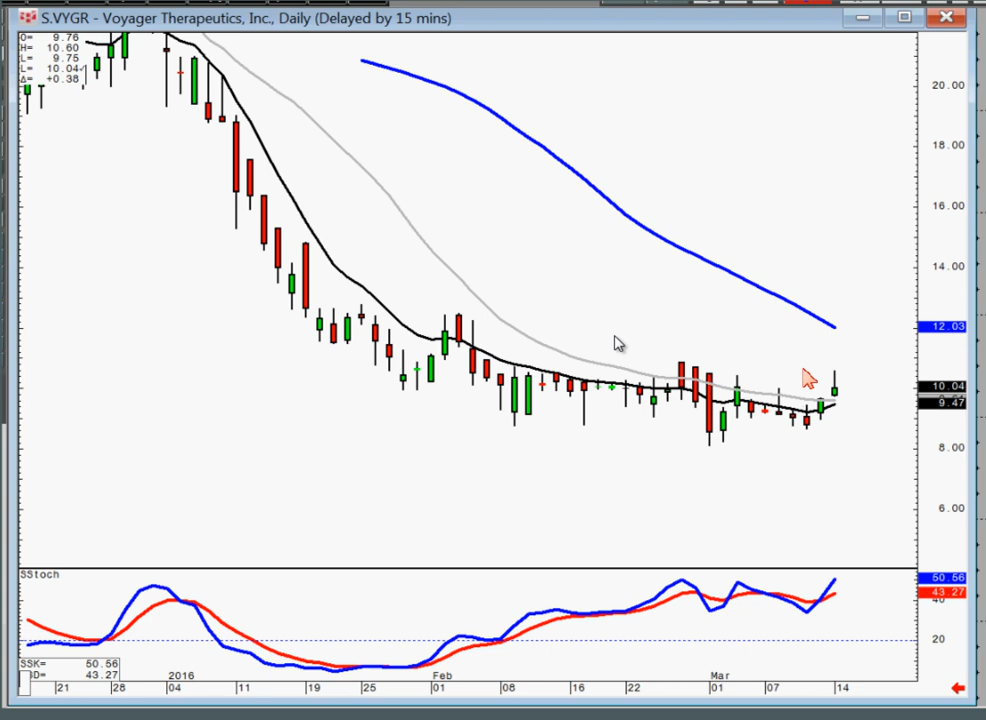 S.VYGR - Voyager Therapeutics, Inc., Daily (Delayed by 15 mins)
O= 9.76
H= 10.60
L= 9.75
L= 10.04
Δ= +0.38
20.00
18.00
16.00
14.00
12.03
10.04
9.47
8.00
6.00
SStoch
50.56
43.27
40
20
SSK= 50.56
SD= 43.27
2016 Feb Mar
21 28 04 11 19 25 01 08 16 22 01 07 14